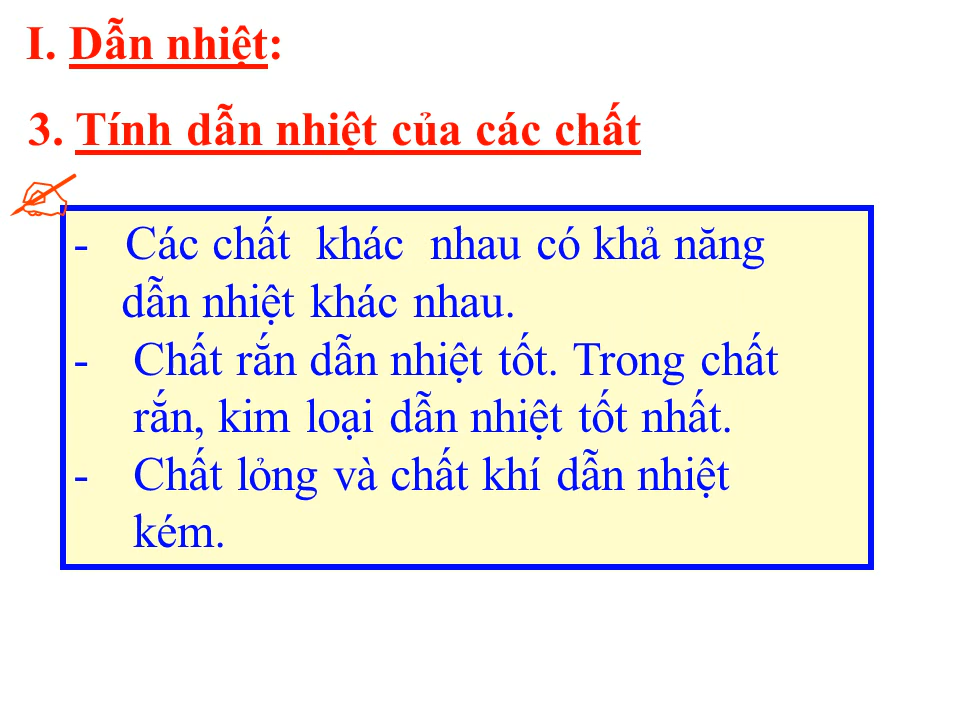 I. Dẫn nhiệt:
3. Tính dẫn nhiệt của các chất
- Các chất khác nhau có khả năng
dẫn nhiệt khác nhau.
- Chất rắn dẫn nhiệt tốt. Trong chất
rắn, kim loại dẫn nhiệt tốt nhất.
- Chất lỏng và chất khí dẫn nhiệt
kém.